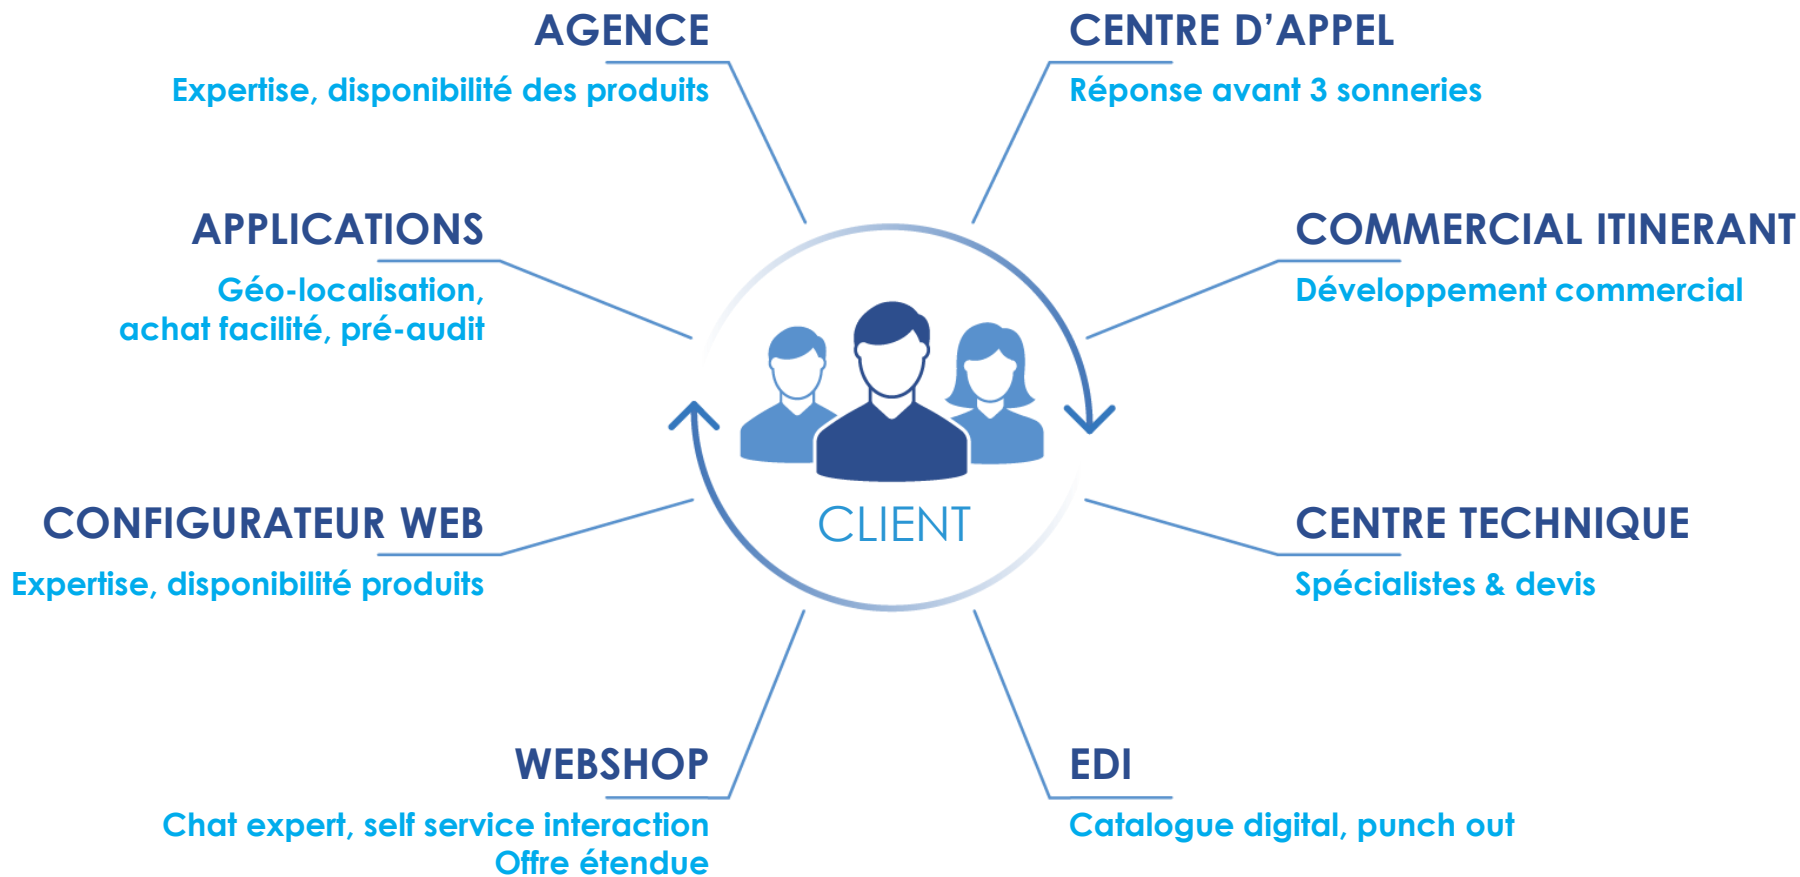 AGENCE
Expertise, disponibilité des produits
CENTRE D’APPEL
Réponse avant 3 sonneries
APPLICATIONS
Géo-localisation,
achat facilité, pré-audit
COMMERCIAL ITINERANT
Développement commercial
CLIENT
CONFIGURATEUR WEB
Expertise, disponibilité produits
CENTRE TECHNIQUE
Spécialistes & devis
WEBSHOP
Chat expert, self service interaction
Offre étendue
EDI
Catalogue digital, punch out